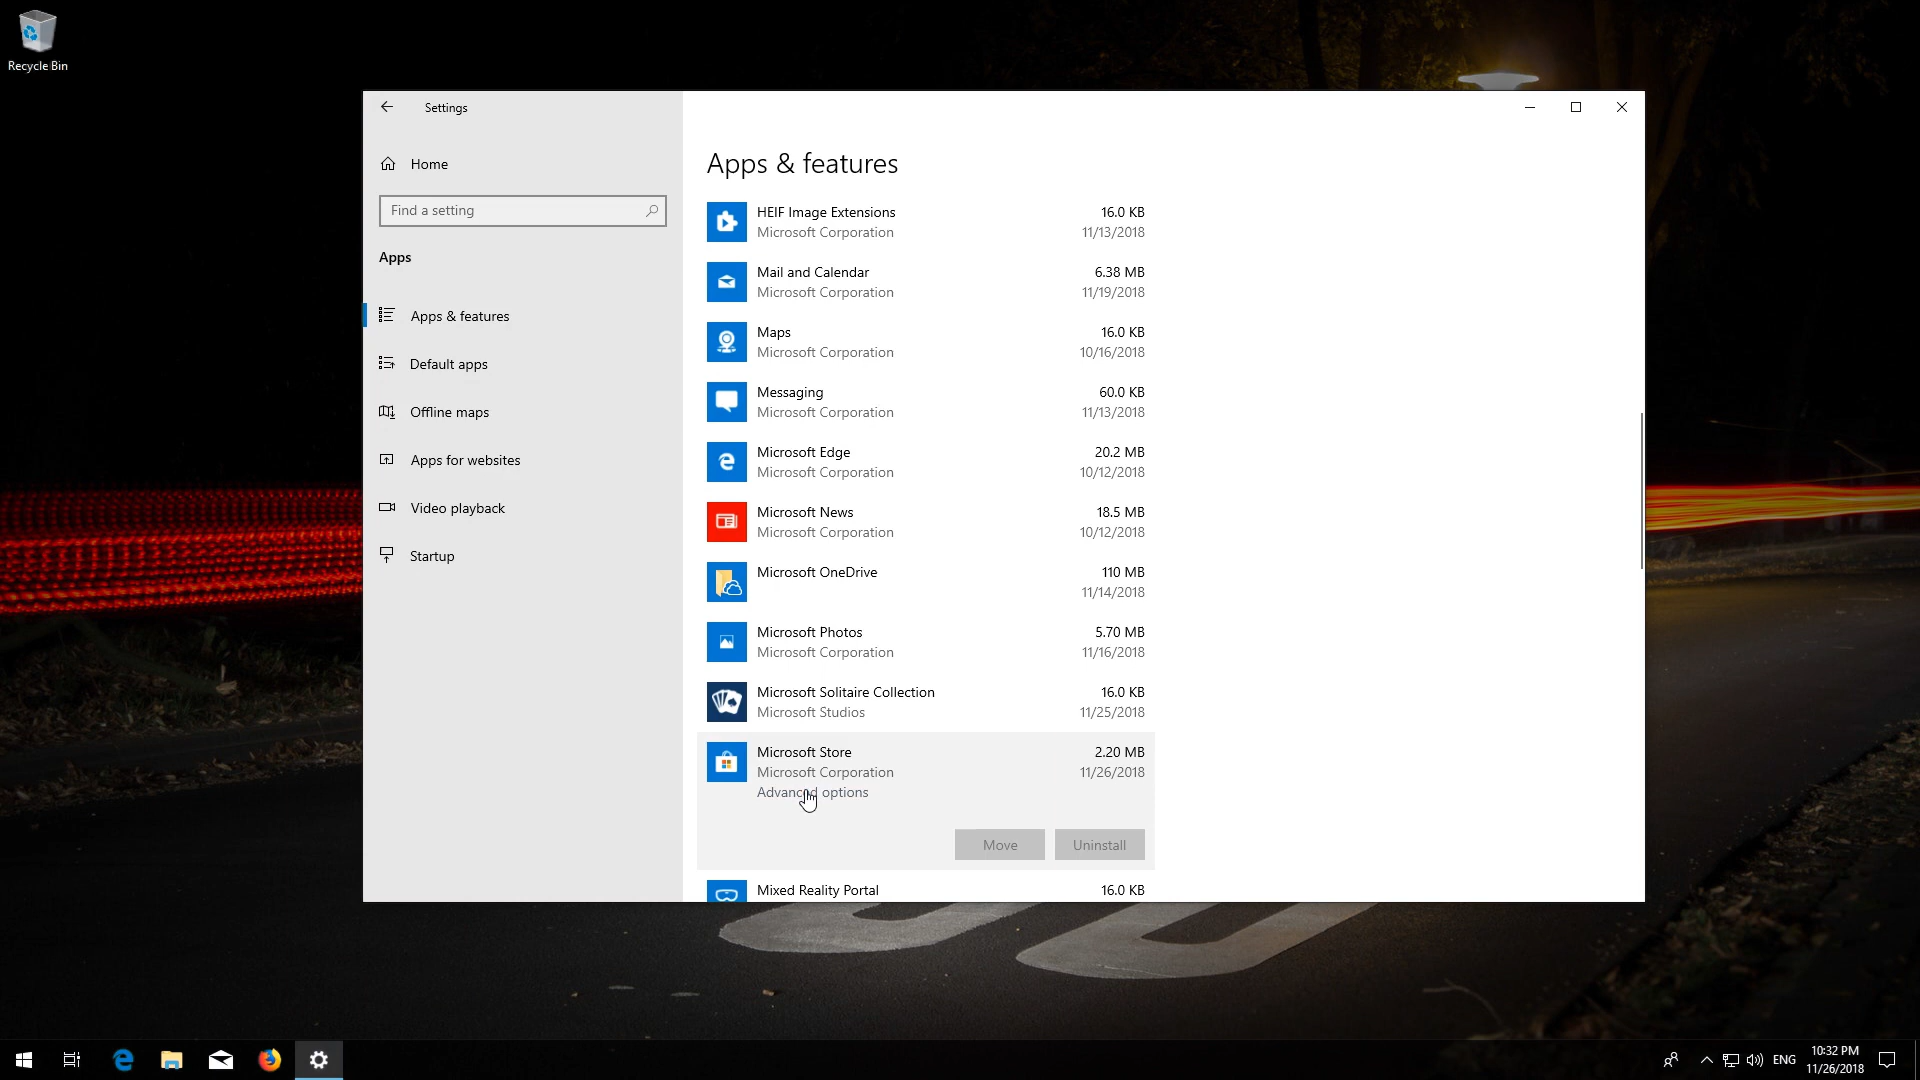 Recycle Bin
Settings
Home
Find a setting
Apps
Apps & features
Default apps
Offline maps
Apps for websites
Video playback
Startup
Apps & features
HEIF Image Extensions 16.0 KB
Microsoft Corporation 11/13/2018
Mail and Calendar 6.38 MB
Microsoft Corporation 11/19/2018
Maps 16.0 KB
Microsoft Corporation 10/16/2018
Messaging 60.0 KB
Microsoft Corporation 11/13/2018
Microsoft Edge 20.2 MB
Microsoft Corporation 10/12/2018
Microsoft News 18.5 MB
Microsoft Corporation 10/12/2018
Microsoft OneDrive 110 MB
11/14/2018
Microsoft Photos 5.70 MB
Microsoft Corporation 11/16/2018
Microsoft Solitaire Collection 16.0 KB
Microsoft Studios 11/25/2018
Microsoft Store 2.20 MB
Microsoft Corporation 11/26/2018
Advanced options
Move Uninstall
Mixed Reality Portal 16.0 KB
ENG
10:32 PM
11/26/2018